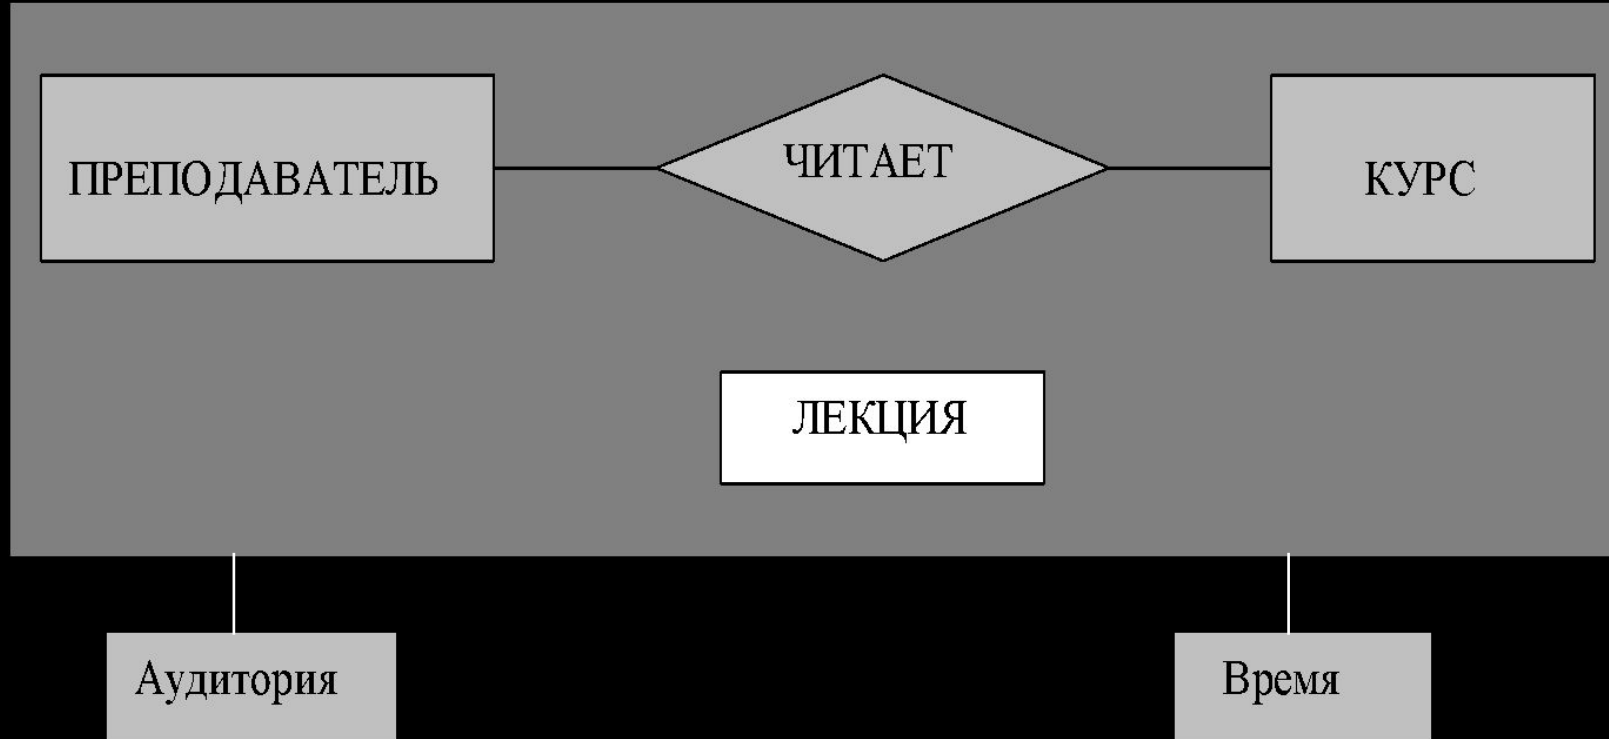 ПРЕПОДАВАТЕЛЬ
ЧИТАЕТ
КУРС
ЛЕКЦИЯ
Аудитория
Время